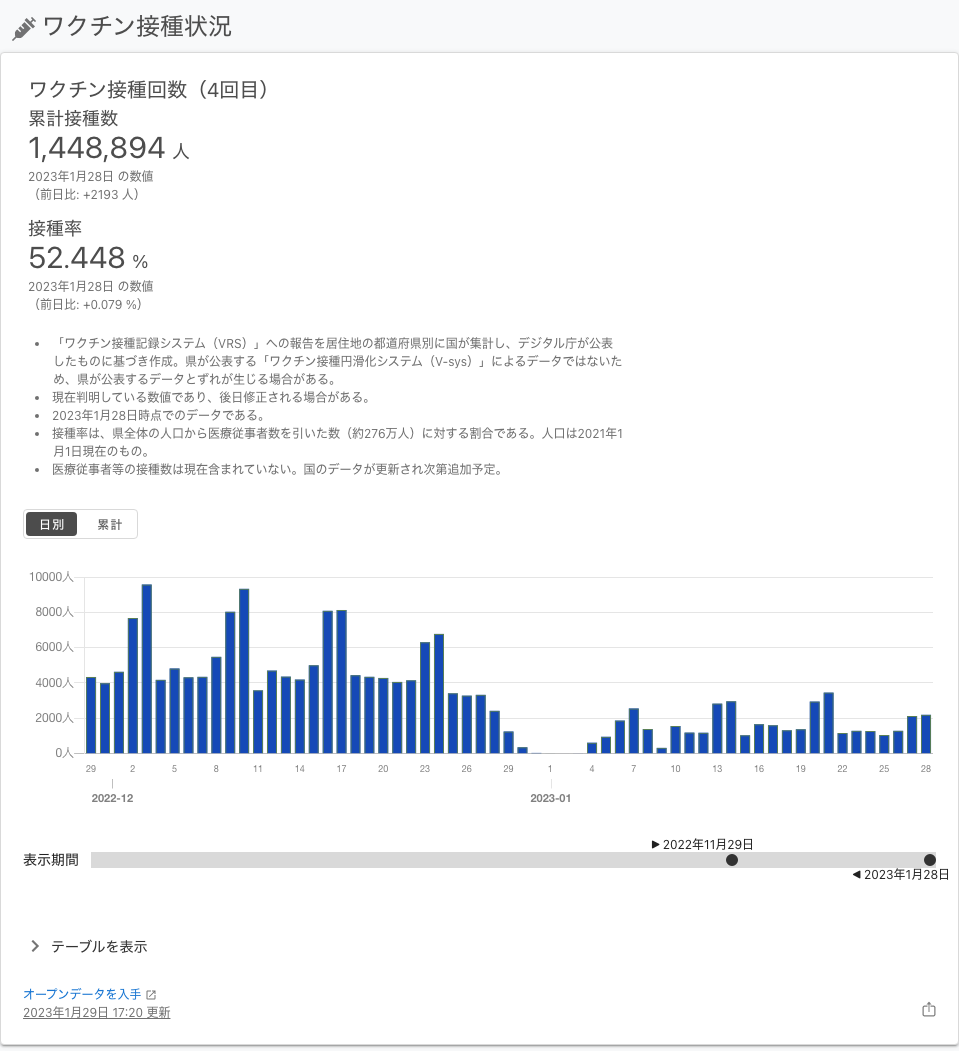 ワクチン接種状況
ワクチン接種回数（4回目）
累計接種数
1,448,894 人
2023年1月28日 の数値
（前日比: +2193 人）
接種率
52.448 %
2023年1月28日 の数値
（前日比: +0.079 %）
• 「ワクチン接種記録システム（VRS）」への報告を居住地の都道府県別に国が集計し、デジタル庁が公表
したものに基づき作成。県が公表する「ワクチン接種円滑化システム（V-sys）」によるデータではないた
め、県が公表するデータとずれが生じる場合がある。
• 現在判明している数値であり、後日修正される場合がある。
• 2023年1月28日時点でのデータである。
• 接種率は、県全体の人口から医療従事者数を引いた数（約276万人）に対する割合である。人口は2021年1
月1日現在のもの。
• 医療従事者等の接種数は現在含まれていない。国のデータが更新され次第追加予定。
日別 累計
10000人
8000人
6000人
4000人
2000人
0人
29 2 5 8 11 14 17 20 23 26 29 1 4 7 10 13 16 19 22 25 28
2022-12 2023-01
▶ 2022年11月29日
表示期間
◀ 2023年1月28日
テーブルを表示
オープンデータを入手
2023年1月29日 17:20 更新